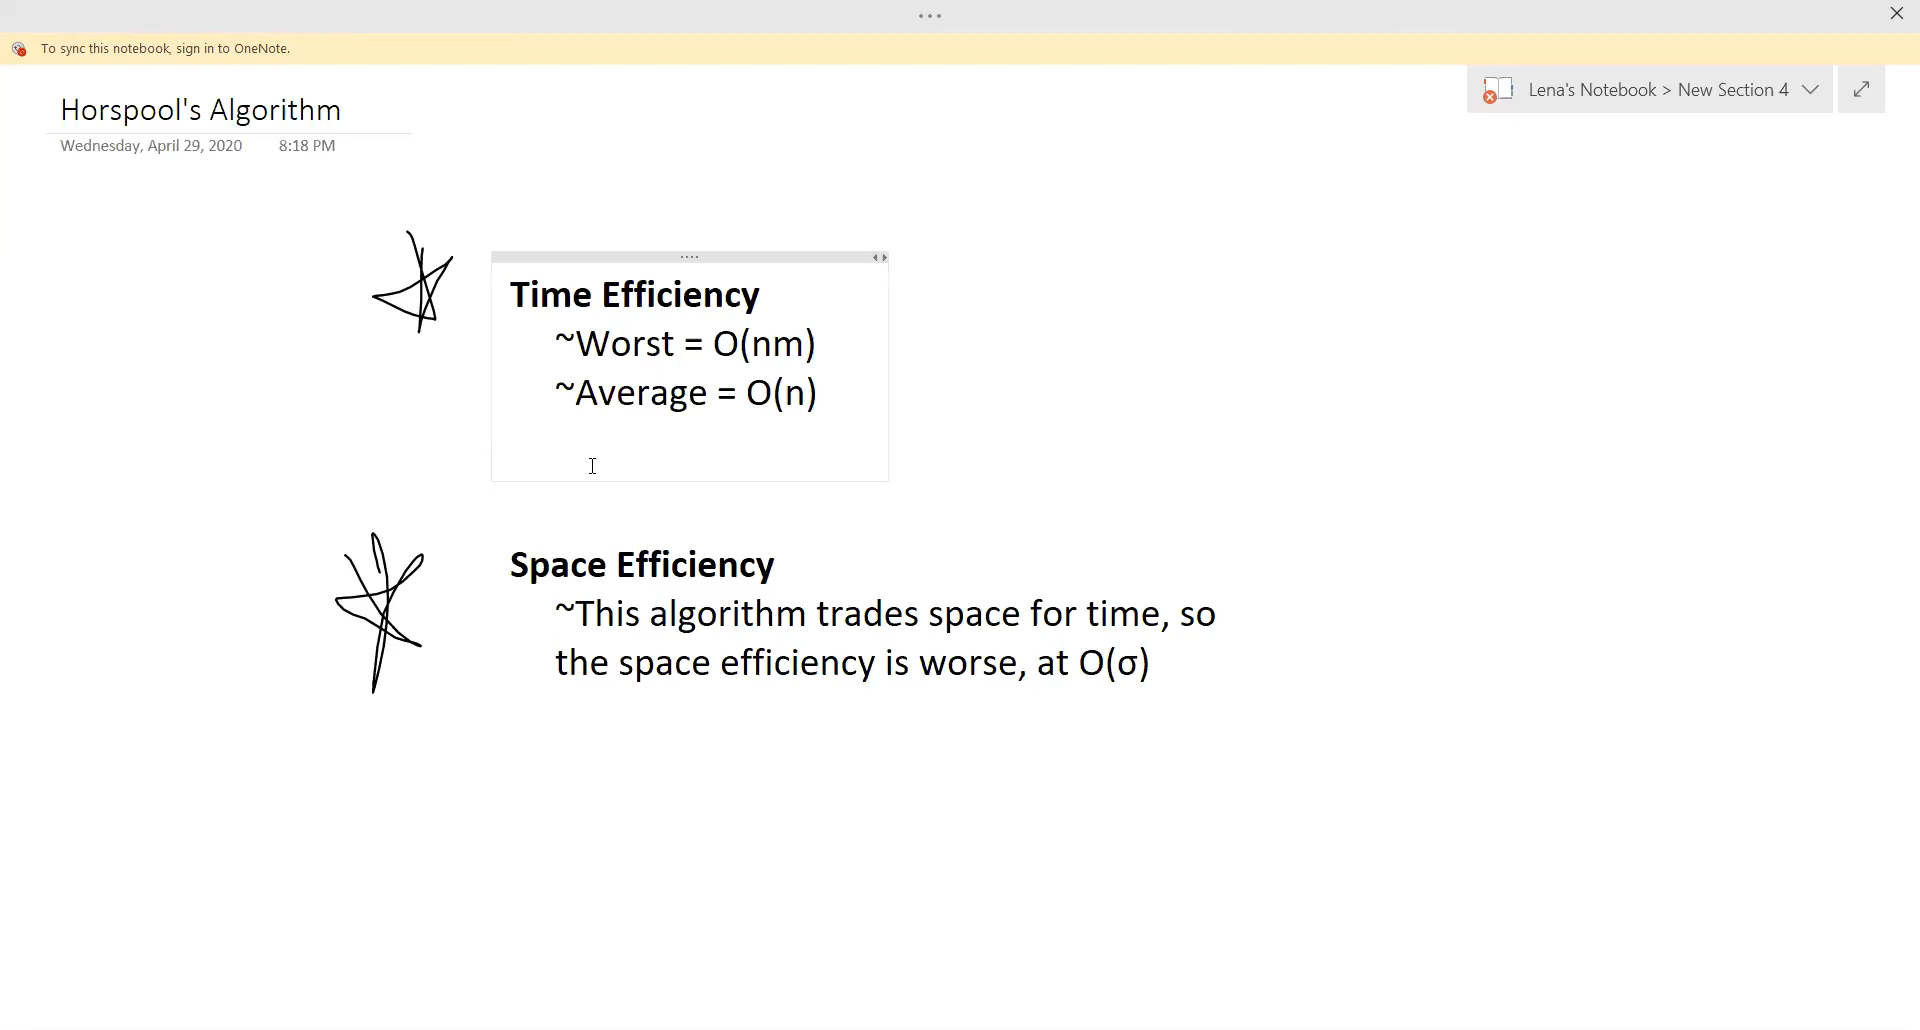 To sync this notebook, sign in to OneNote.
Lena's Notebook > New Section 4
Horspool's Algorithm
Wednesday, April 29, 2020 8:18 PM
Time Efficiency
~Worst = O(nm)
~Average = O(n)
Space Efficiency
~This algorithm trades space for time, so
the space efficiency is worse, at O(σ)